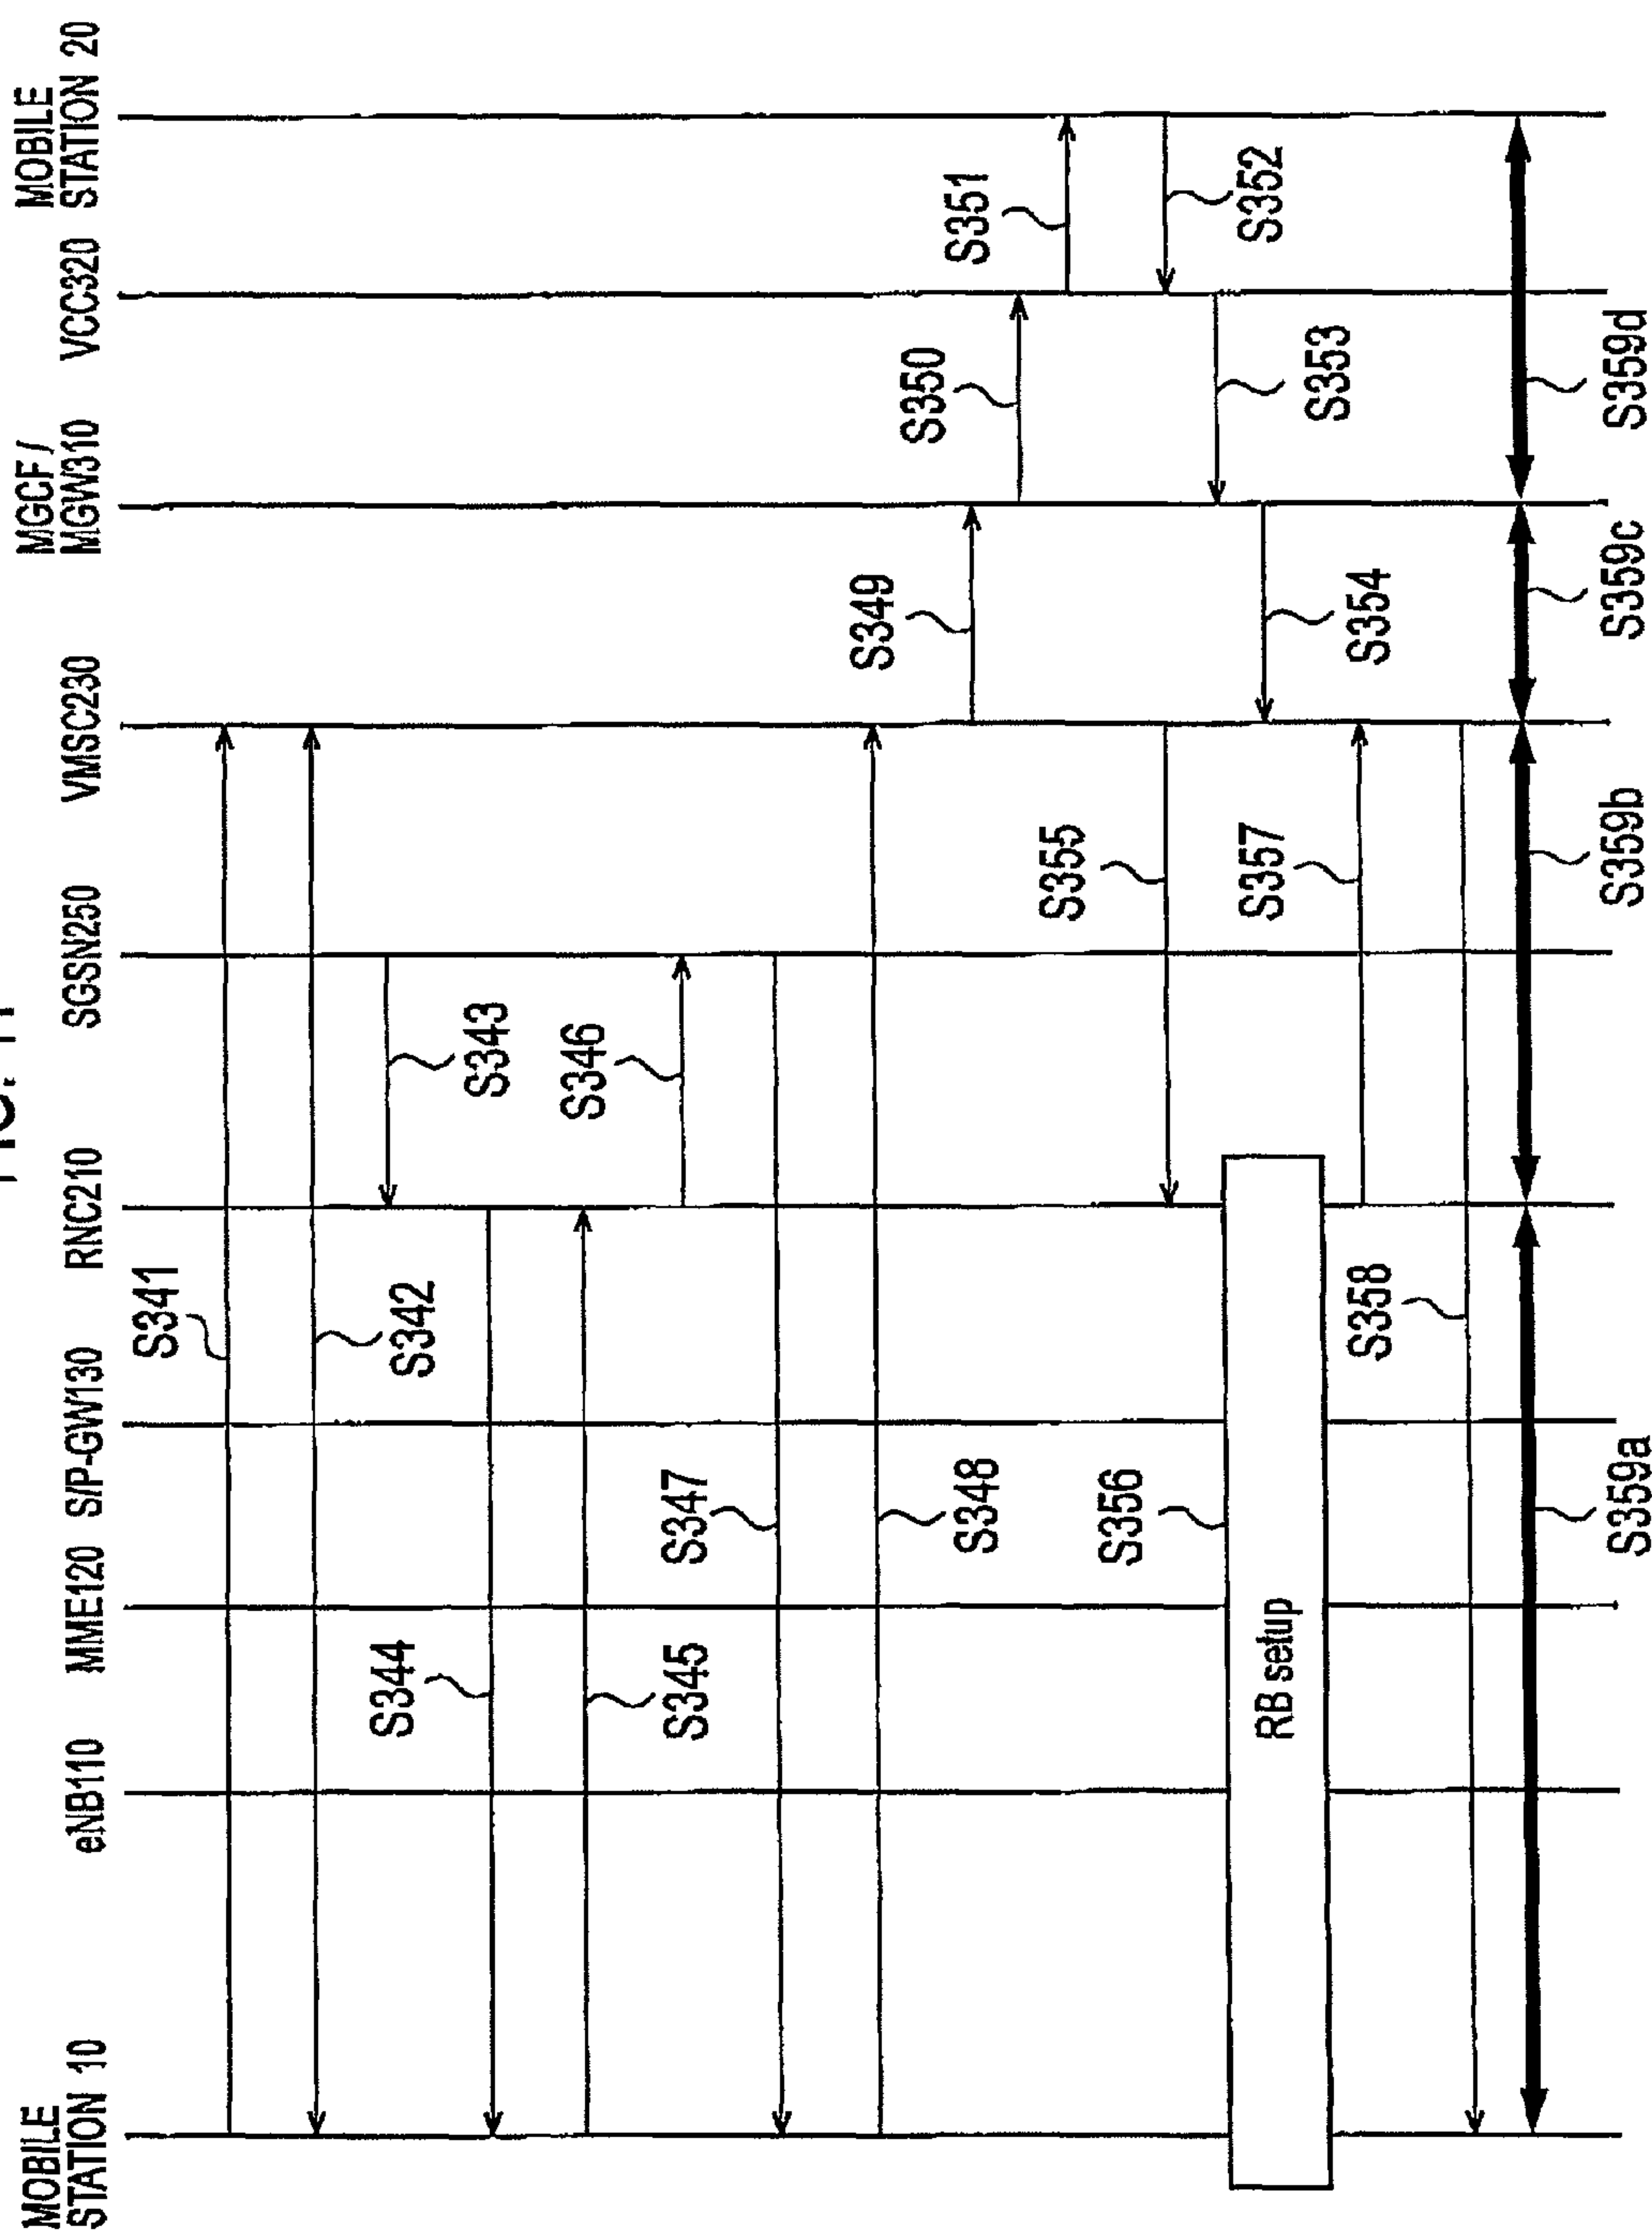 MOBILE
STATION 10
eNB110
MME120
S/P-GW130
RNC210
SGSN250
VMSC230
MGCF /
MGW310
VCC320
MOBILE
STATION 20
S341
S342
S343
S344
S345
S346
S347
S348
S349
S350
S351
S352
S353
S354
S355
S356
RB setup
S357
S358
S359a
S359b
S359c
S359d